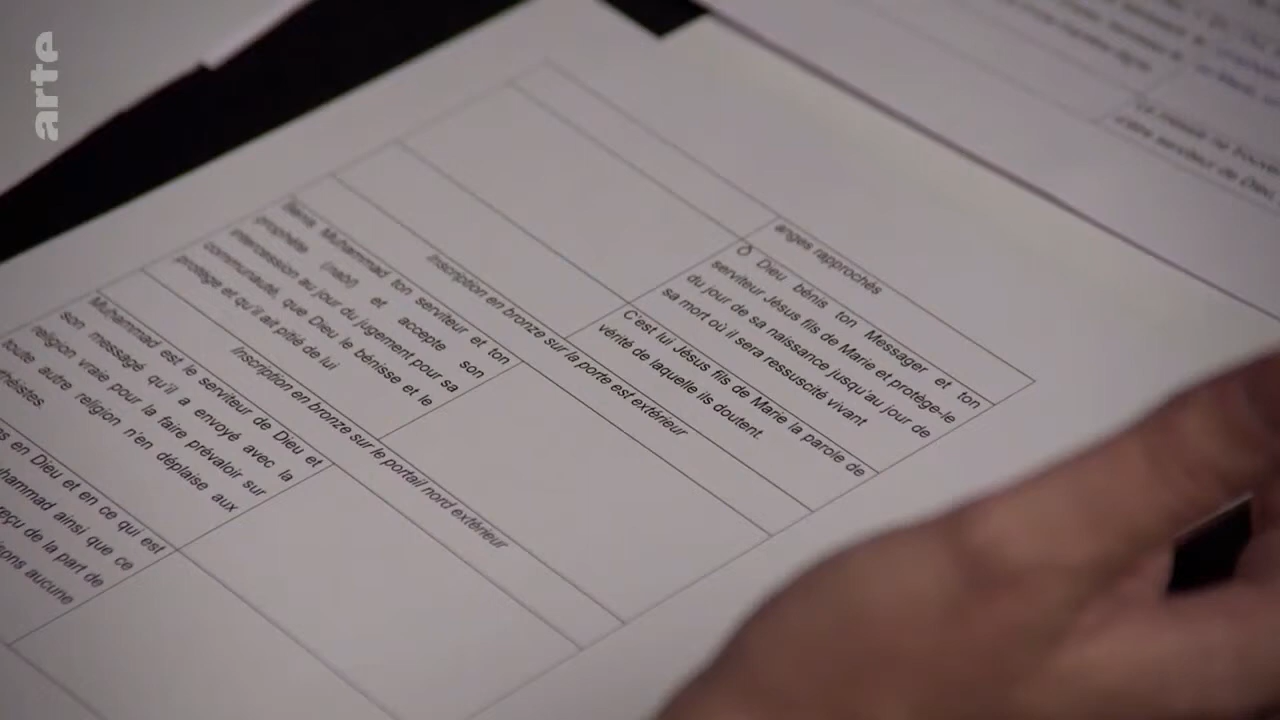 arte
anges rapprochés
Ô Dieu bénis ton Messager et ton
serviteur Jésus fils de Marie et protège-le
du jour de sa naissance jusqu'au jour de
sa mort où il sera ressuscité vivant
C'est lui Jésus fils de Marie la parole de
vérité de laquelle ils doutent.
Inscription en bronze sur la porte est extérieur
Bénis Muhammad ton serviteur et ton
prophète (nabî) et accepte son
intercession au jour du jugement pour sa
communauté, que Dieu le bénisse et le
protège et qu'il ait pitié de lui
Inscription en bronze sur le portail nord extérieur
Muhammad est le serviteur de Dieu et
son messager qu'il a envoyé avec la
religion vraie pour la faire prévaloir sur
toute autre religion n'en déplaise aux
en Dieu et en ce qui est
ainsi que ce
reçu de la part de
aucune